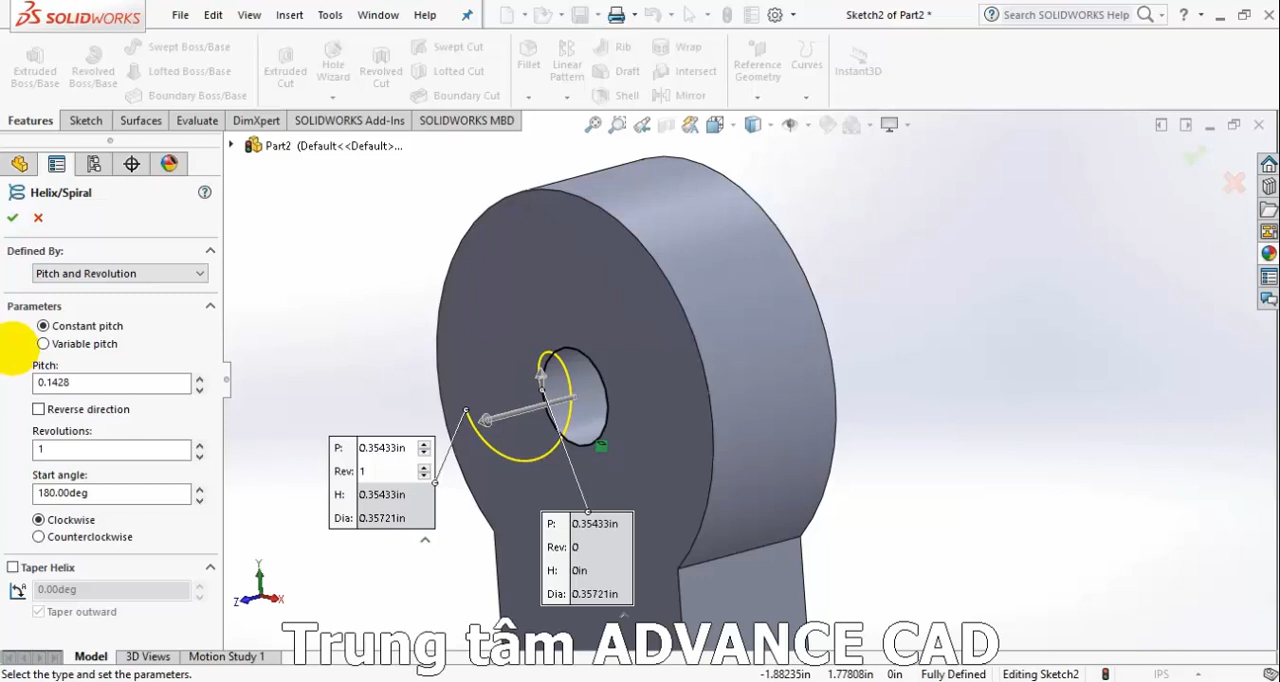 SOLIDWORKS File Edit View Insert Tools Window Help Sketch2 of Part2 * Search SOLIDWORKS Help ?
Extruded Boss/Base Revolved Boss/Base Swept Boss/Base Lofted Boss/Base Boundary Boss/Base Extruded Cut Hole Wizard Revolved Cut Swept Cut Lofted Cut Boundary Cut Fillet Linear Pattern Rib Draft Shell Wrap Intersect Mirror Reference Geometry Curves Instant3D
Features Sketch Surfaces Evaluate DimXpert SOLIDWORKS Add-Ins SOLIDWORKS MBD
Part2 (Default<<Default>...
Helix/Spiral ?
Defined By:
Pitch and Revolution
Parameters
Constant pitch
Variable pitch
Pitch:
0.1428
Reverse direction
Revolutions:
1
Start angle:
180.00deg
Clockwise
Counterclockwise
Taper Helix
0.00deg
Taper outward
P: 0.35433in
Rev: 1
H: 0.35433in
Dia: 0.35721in
P: 0.35433in
Rev: 0
H: 0in
Dia: 0.35721in
Y
Z X
Trung tâm ADVANCE CAD
Model 3D Views Motion Study 1
Select the type and set the parameters. -1.88235in 1.77808in 0in Fully Defined Editing Sketch2 IPS